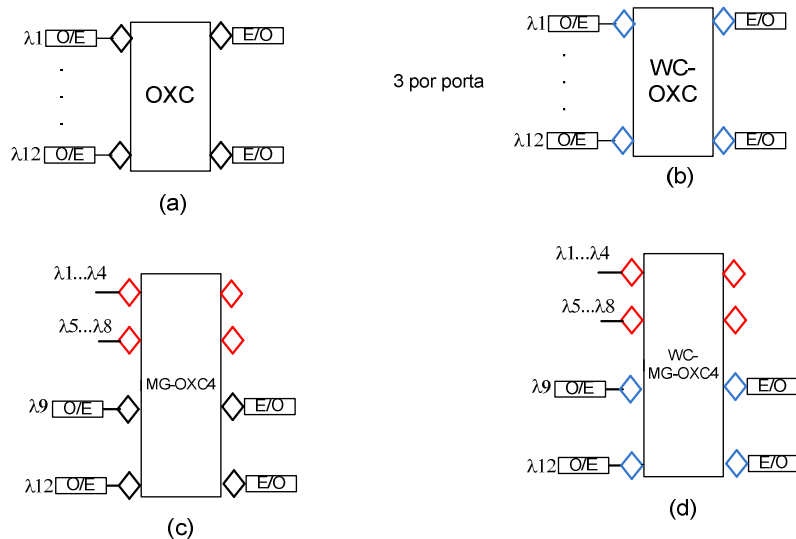 λ1 O/E E/O
OXC
λ12 O/E E/O
(a)
3 por porta
λ1 O/E E/O
WC-
OXC
λ12 O/E E/O
(b)
λ1...λ4
λ5...λ8
MG-OXC4
λ9 O/E E/O
λ12 O/E E/O
(c)
λ1...λ4
λ5...λ8
WC-
MG-OXC4
λ9 O/E E/O
λ12 O/E E/O
(d)